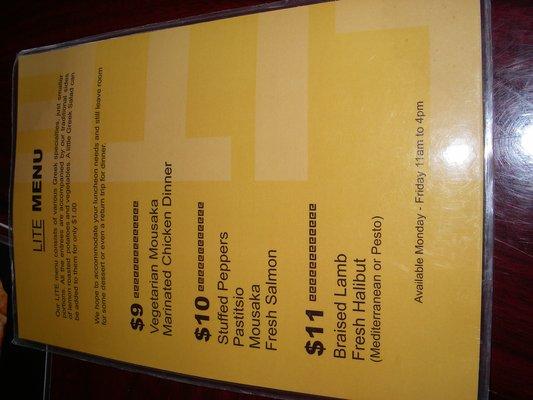 LITE MENU
Our LITE menu consists of various Greek specialties, just smaller
portions. All the entrees are accompanied by our traditional sides
of lemon roasted potatoes and vegetables. A little Greek Salad can
be added to them for only $1.00
We hope to accommodate your luncheon needs and still leave room
for some dessert or even a return trip for dinner.
$9
Vegetarian Mousaka
Marinated Chicken Dinner
$10
Stuffed Peppers
Pastitsio
Mousaka
Fresh Salmon
$11
Braised Lamb
Fresh Halibut
(Mediterranean or Pesto)
Available Monday - Friday 11am to 4pm